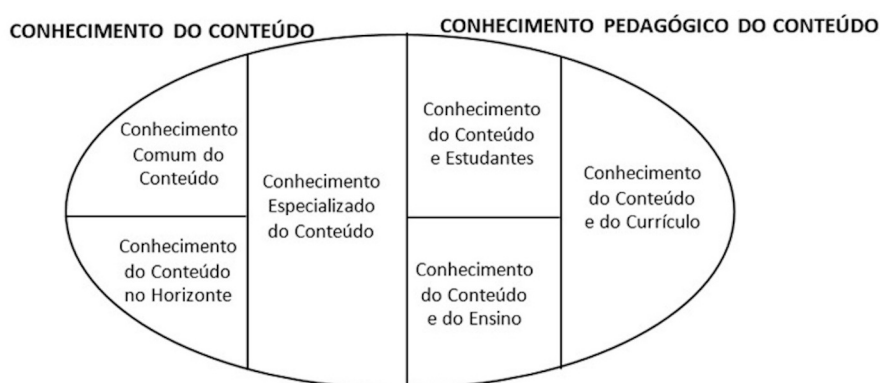 CONHECIMENTO DO CONTEÚDO
CONHECIMENTO PEDAGÓGICO DO CONTEÚDO
Conhecimento
Comum do
Conteúdo
Conhecimento
do Conteúdo
no Horizonte
Conhecimento
Especializado
do Conteúdo
Conhecimento
do Conteúdo
e Estudantes
Conhecimento
do Conteúdo
e do Ensino
Conhecimento
do Conteúdo
e do Currículo